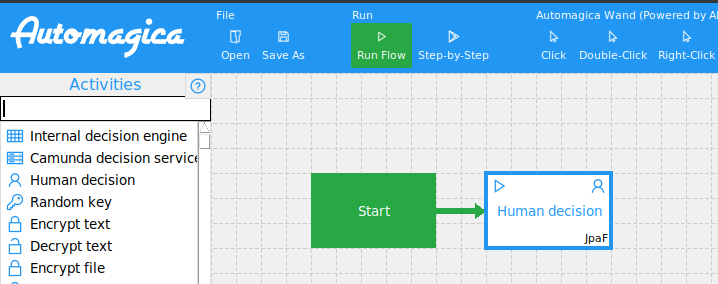 Automagica
File
Open
Save As
Run
Run Flow
Step-by-Step
Automagica Wand (Powered by
Click
Double-Click
Right-Click
Activities
?
Internal decision engine
Camunda decision service
Human decision
Random key
Encrypt text
Decrypt text
Encrypt file
Start
Human decision
JpaF